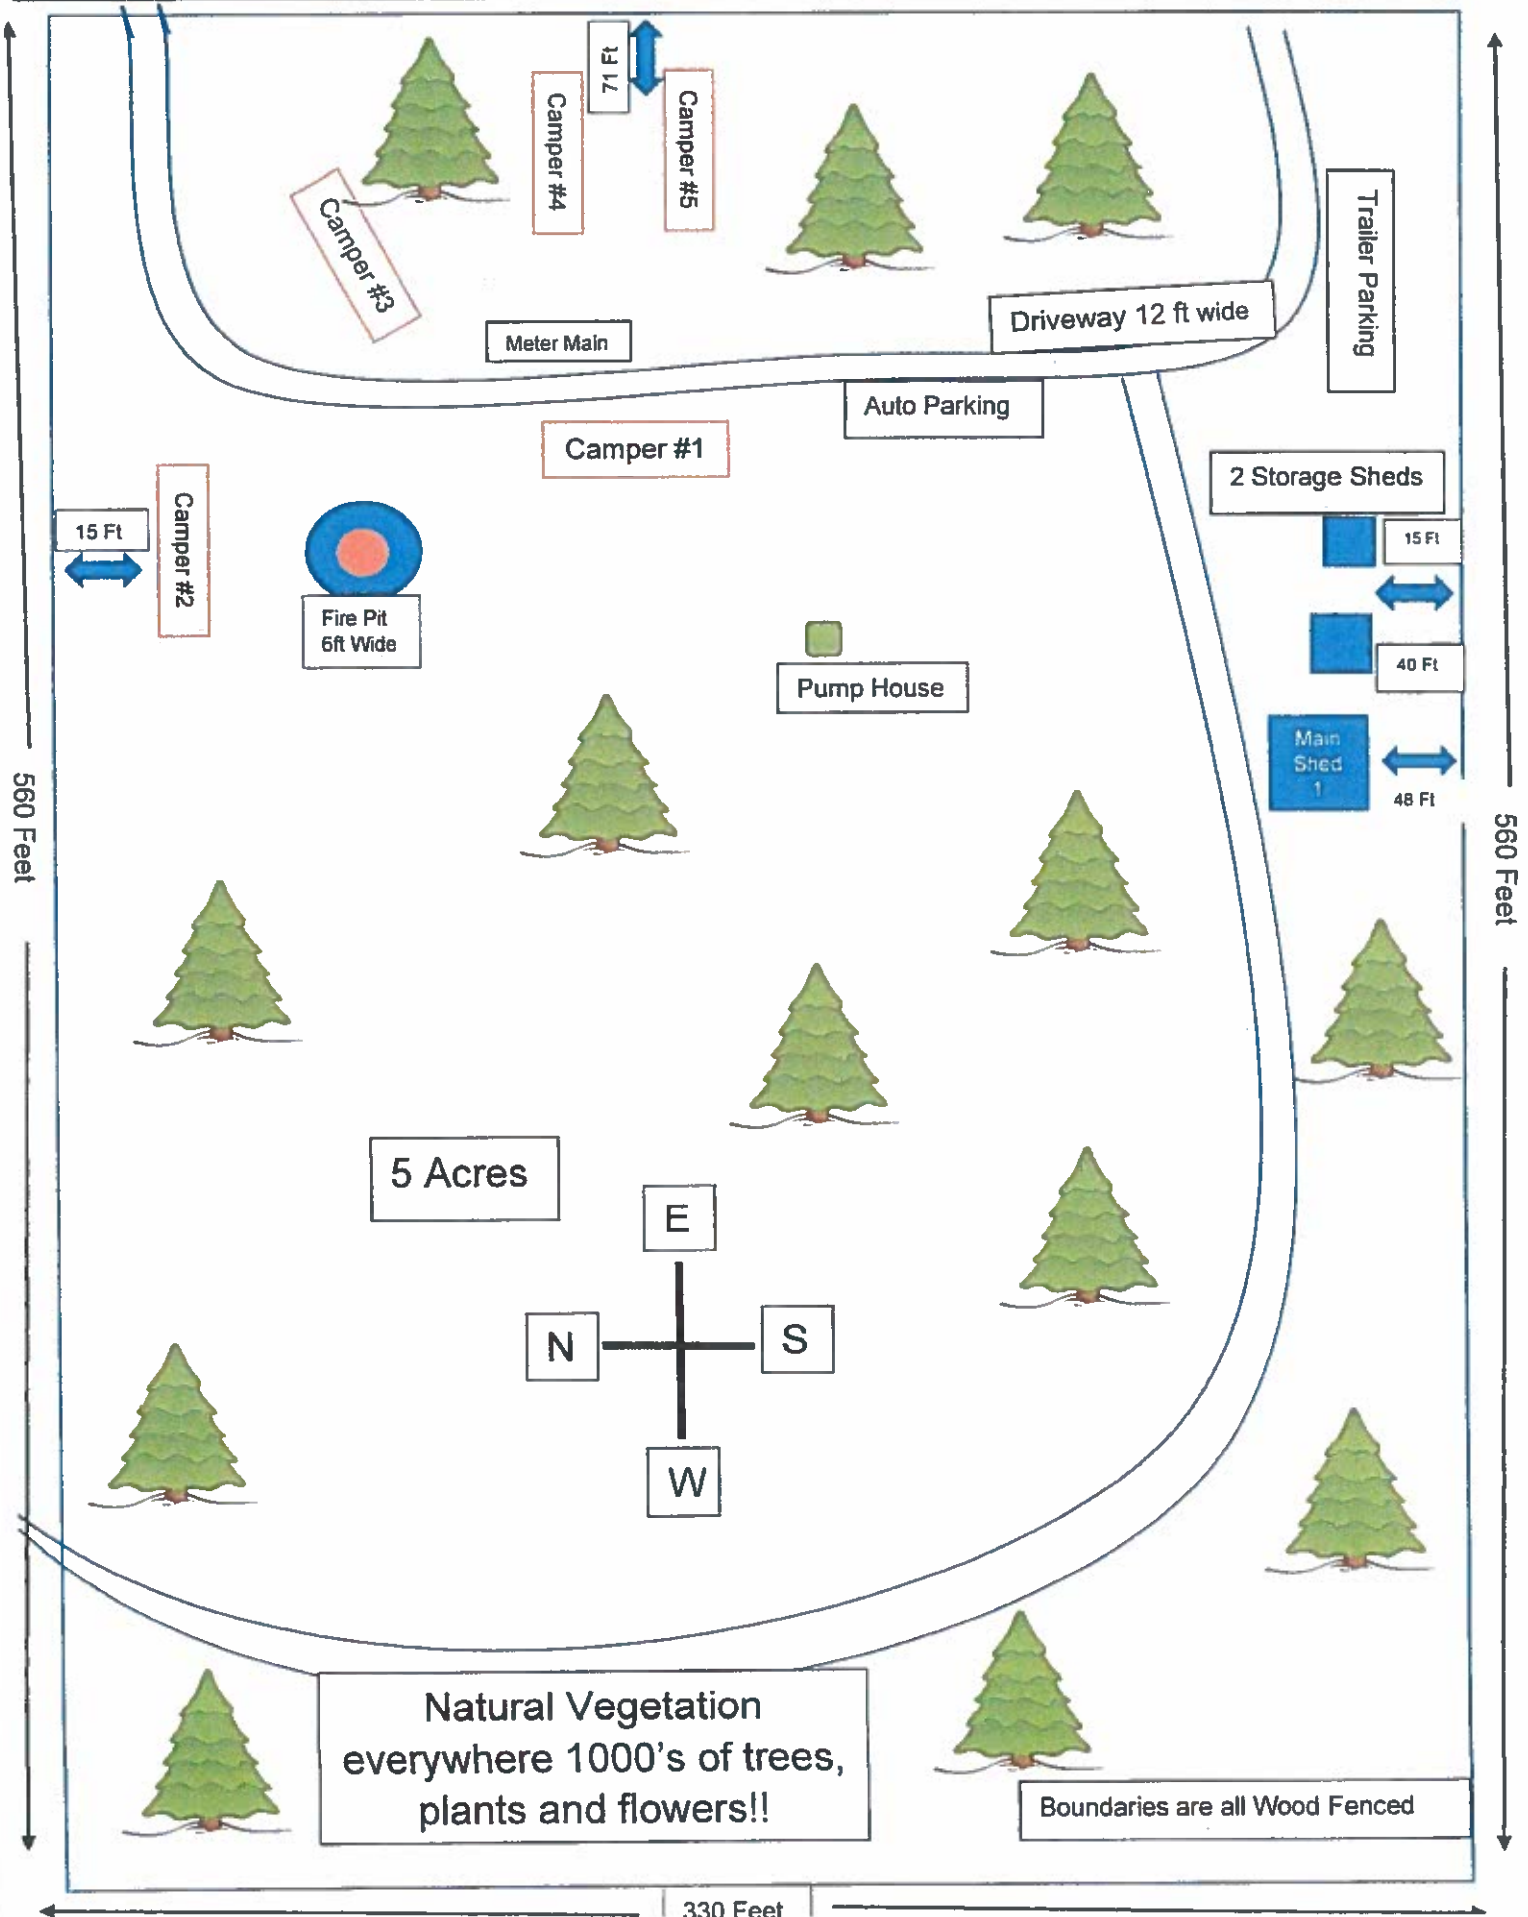 71 Ft
Camper #4
Camper #5
Camper #3
Trailer Parking
Driveway 12 ft wide
Meter Main
Auto Parking
Camper #1
2 Storage Sheds
Camper #2
15 Ft
15 Ft
Fire Pit
6ft Wide
40 Ft
Pump House
Main
Shed
1
48 Ft
560 Feet
560 Feet
5 Acres
E
N
S
W
Natural Vegetation
everywhere 1000's of trees,
plants and flowers!!
Boundaries are all Wood Fenced
330 Feet